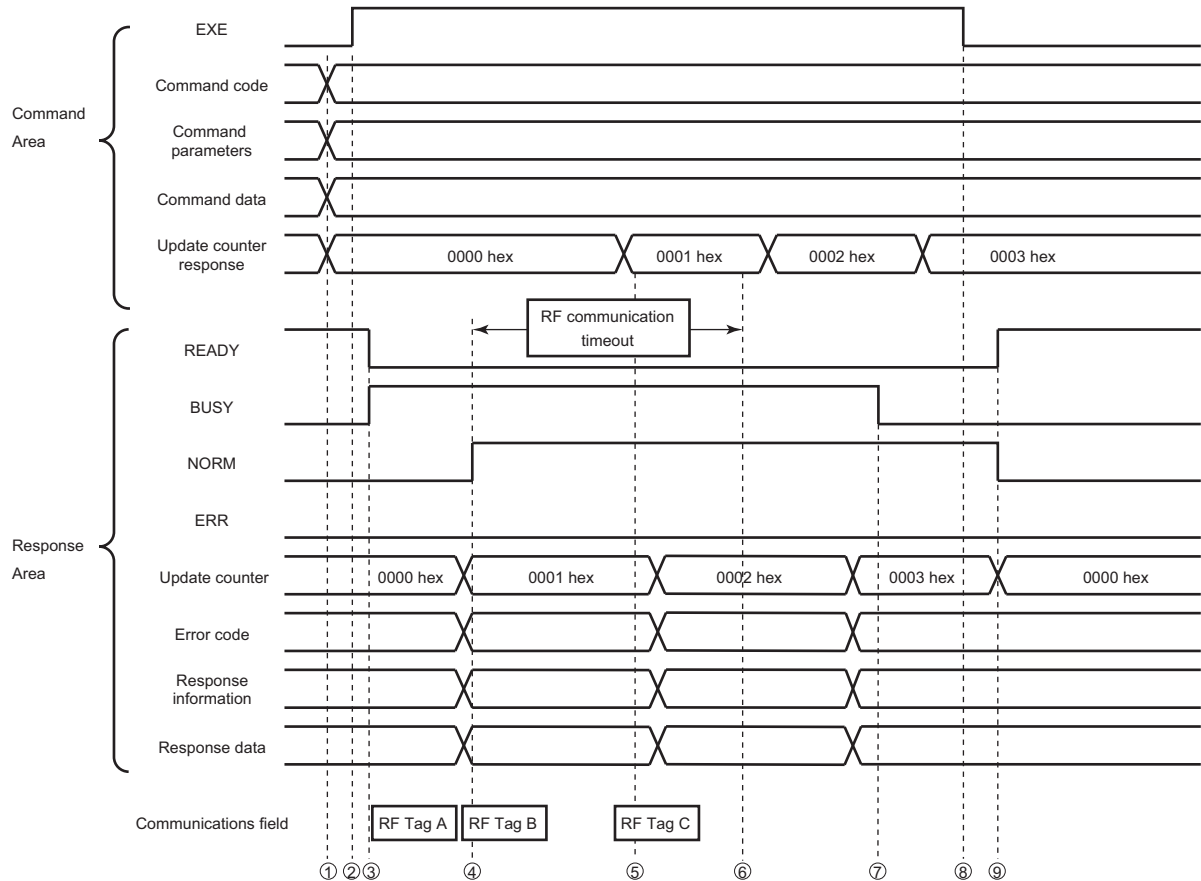 EXE
Command code
Command
Area
Command
parameters
Command data
Update counter
response
0000 hex
0001 hex
0002 hex
0003 hex
RF communication
timeout
READY
BUSY
NORM
ERR
Response
Area
Update counter
0000 hex
0001 hex
0002 hex
0003 hex
0000 hex
Error code
Response
information
Response data
Communications field
RF Tag A
RF Tag B
RF Tag C
① ② ③ ④ ⑤ ⑥ ⑦ ⑧ ⑨